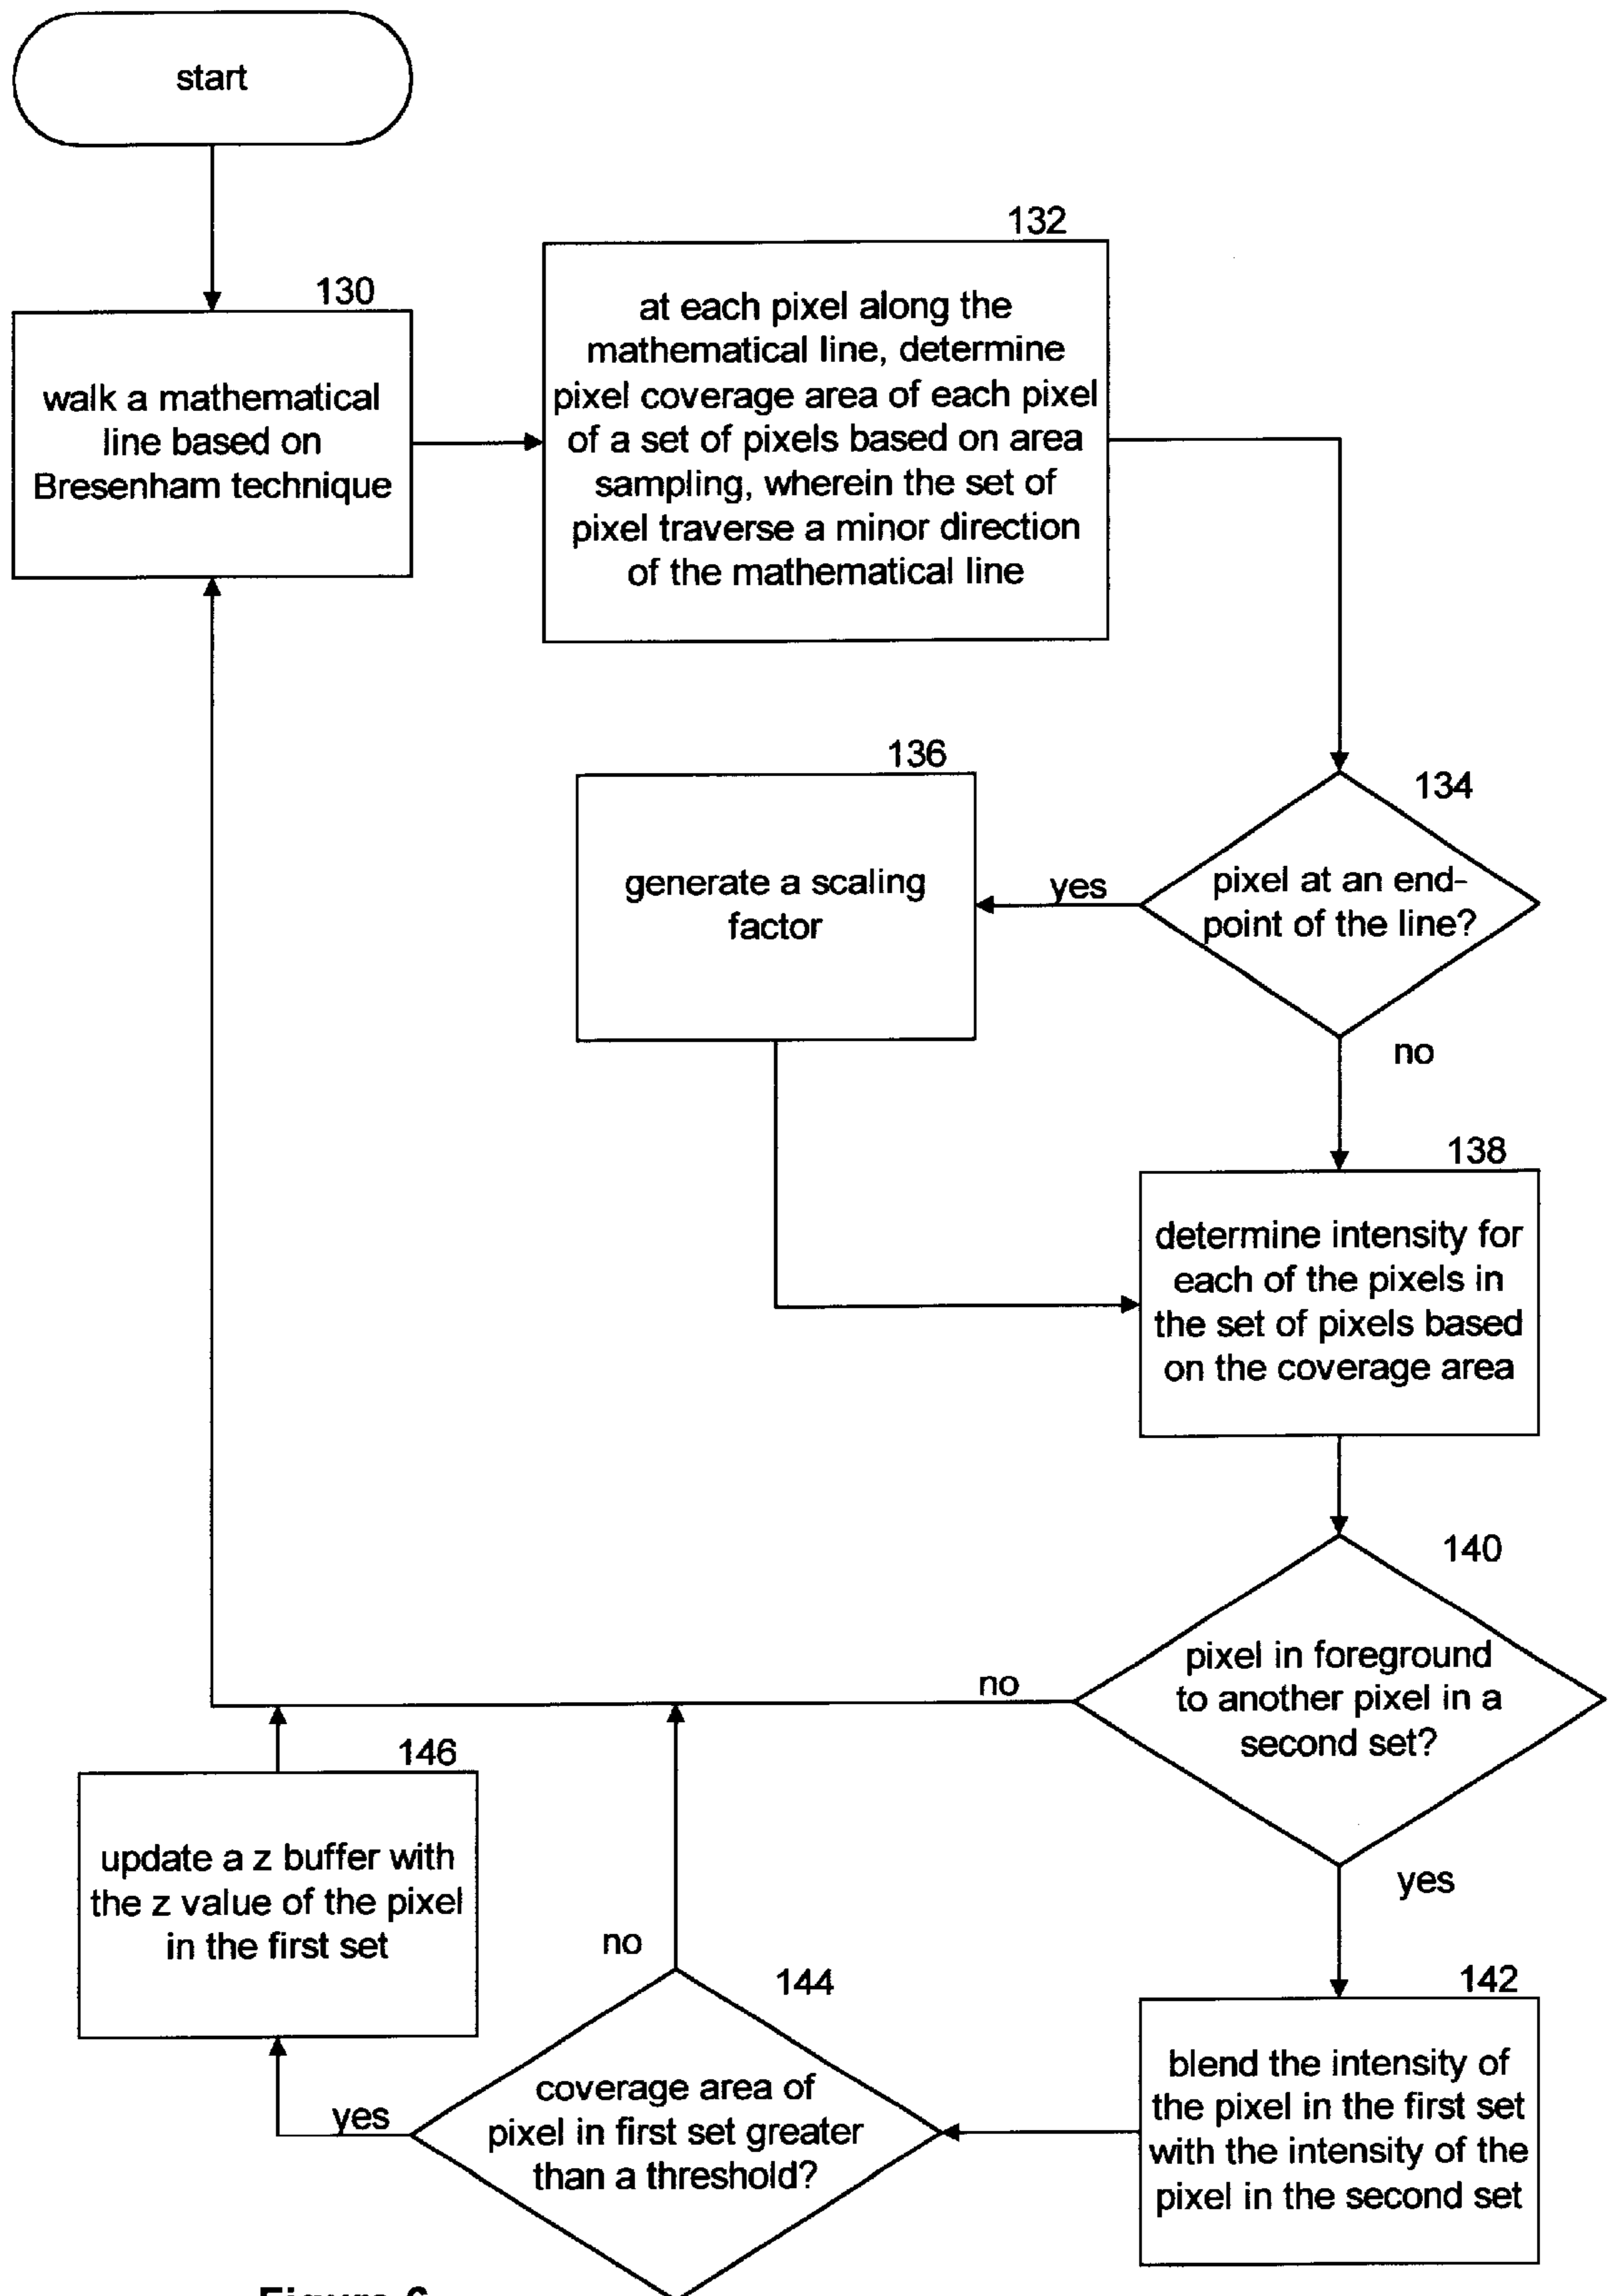 start
130
walk a mathematical
line based on
Bresenham technique
132
at each pixel along the
mathematical line, determine
pixel coverage area of each pixel
of a set of pixels based on area
sampling, wherein the set of
pixel traverse a minor direction
of the mathematical line
134
pixel at an end-
point of the line?
yes
no
136
generate a scaling
factor
138
determine intensity for
each of the pixels in
the set of pixels based
on the coverage area
140
pixel in foreground
to another pixel in a
second set?
no
yes
142
blend the intensity of
the pixel in the first set
with the intensity of the
pixel in the second set
144
coverage area of
pixel in first set greater
than a threshold?
no
yes
146
update a z buffer with
the z value of the pixel
in the first set
Figure 6